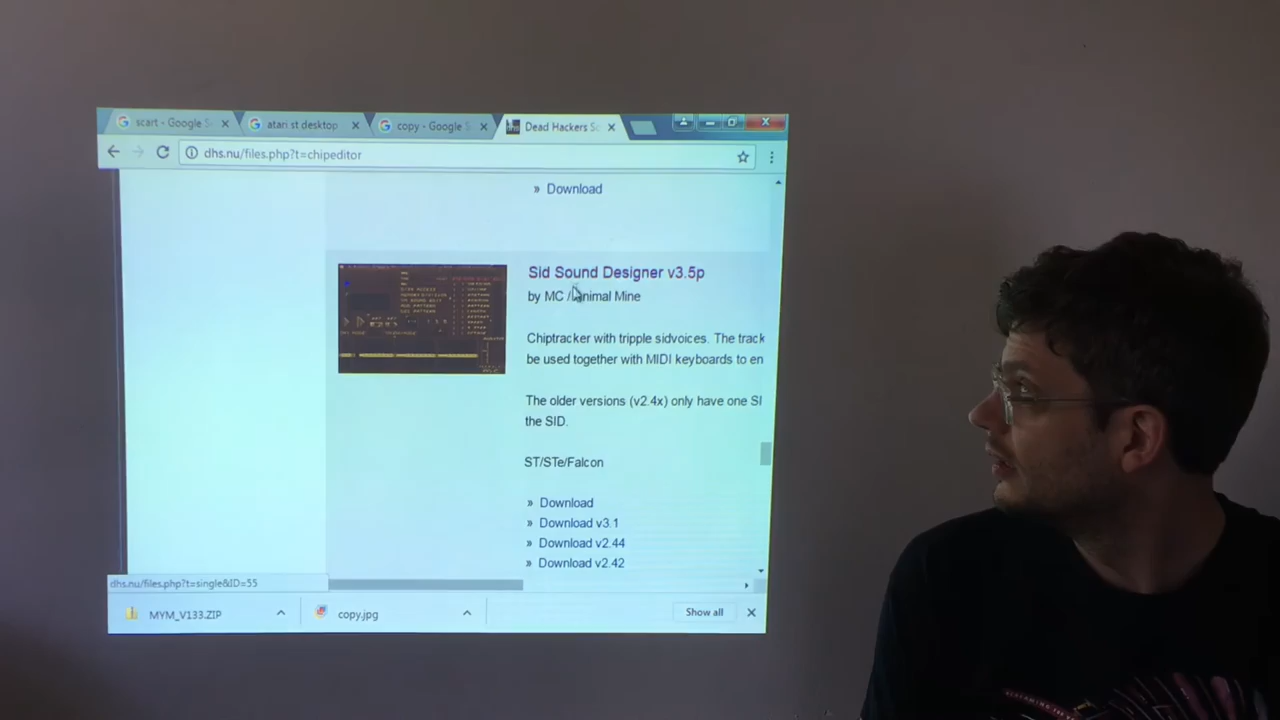 scart - Google S
atari st desktop
copy - Google S
Dead Hackers So
dhs.nu/files.php?t=chipeditor
» Download
Sid Sound Designer v3.5p
by MC / Animal Mine
Chiptracker with tripple sidvoices. The track
be used together with MIDI keyboards to en
The older versions (v2.4x) only have one SI
the SID.
ST/STe/Falcon
» Download
» Download v3.1
» Download v2.44
» Download v2.42
dhs.nu/files.php?t=single&ID=55
MYM_V133.ZIP
copy.jpg
Show all